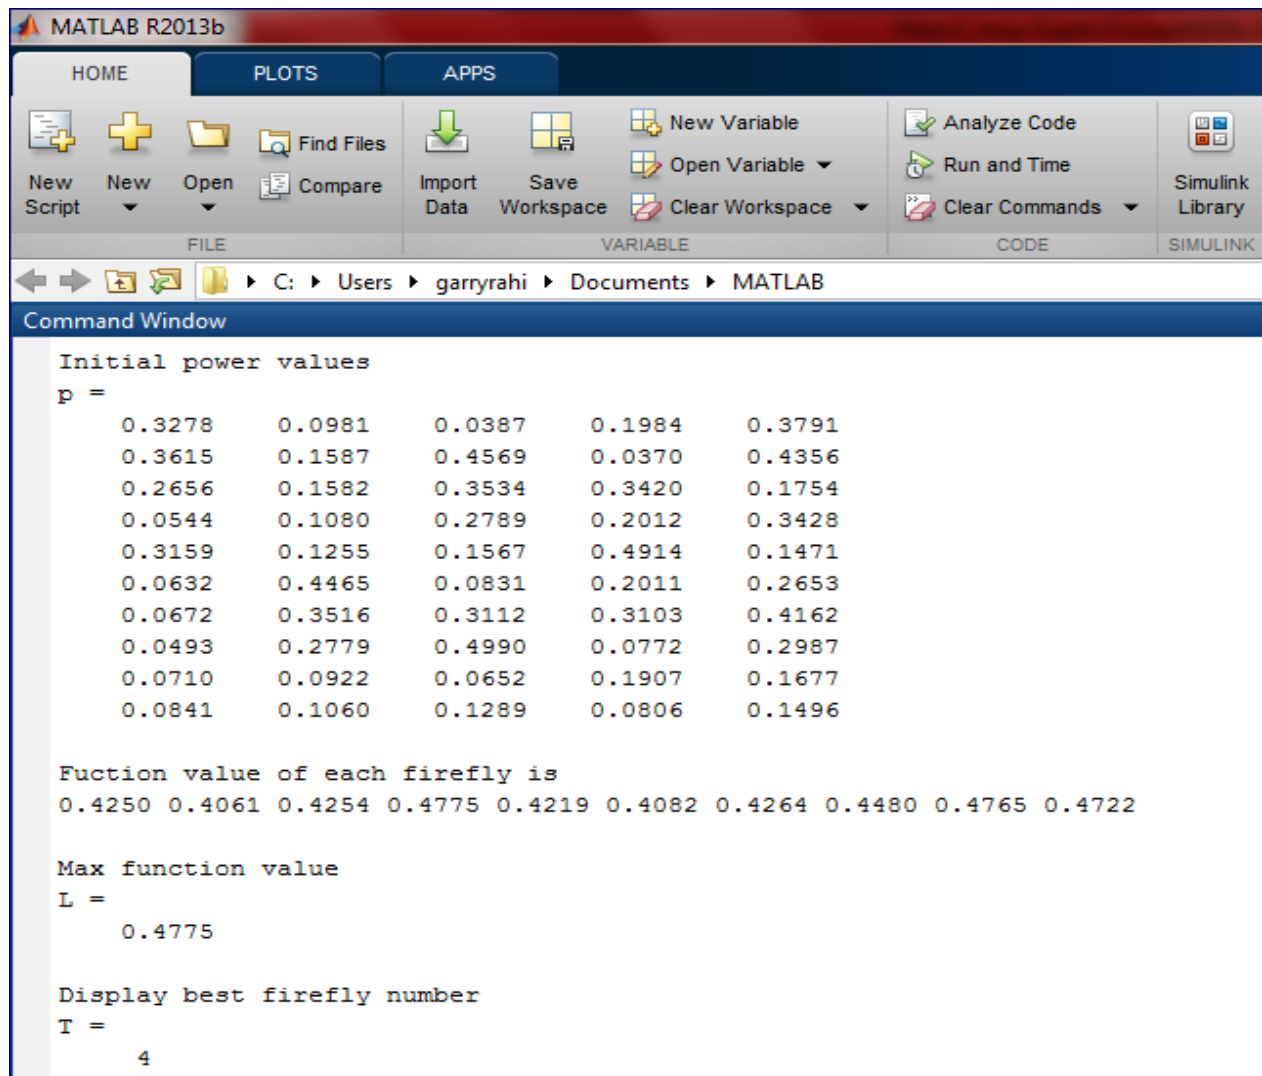 MATLAB R2013b
HOME PLOTS APPS
New Script
New
Open
Find Files
Compare
Import Data
Save Workspace
New Variable
Open Variable
Clear Workspace
Analyze Code
Run and Time
Clear Commands
Simulink Library
FILE VARIABLE CODE SIMULINK
C: Users garryrahi Documents MATLAB
Command Window
Initial power values
p =
0.3278 0.0981 0.0387 0.1984 0.3791
0.3615 0.1587 0.4569 0.0370 0.4356
0.2656 0.1582 0.3534 0.3420 0.1754
0.0544 0.1080 0.2789 0.2012 0.3428
0.3159 0.1255 0.1567 0.4914 0.1471
0.0632 0.4465 0.0831 0.2011 0.2653
0.0672 0.3516 0.3112 0.3103 0.4162
0.0493 0.2779 0.4990 0.0772 0.2987
0.0710 0.0922 0.0652 0.1907 0.1677
0.0841 0.1060 0.1289 0.0806 0.1496
Fuction value of each firefly is
0.4250 0.4061 0.4254 0.4775 0.4219 0.4082 0.4264 0.4480 0.4765 0.4722
Max function value
L =
0.4775
Display best firefly number
T =
4